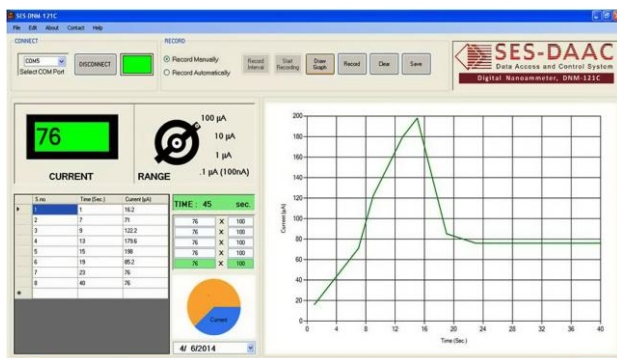 SES DNM-121C
File Edit About Contact Help
CONNECT
COM5
Select COM Port
DISCONNECT
RECORD
Record Manually
Record Automatically
Record Interval
Start Recording
Draw Graph
Record
Clear
Save
SES-DAAC
Data Access and Control System
Digital Nanoammeter, DNM-121C
76
CURRENT
100 µA
10 µA
1 µA
.1 µA (100nA)
RANGE
S.no. Time (Sec.) Current (µA)
1 1 16.2
2 7 71
3 9 122.2
4 13 179.6
5 15 198
6 19 85.2
7 23 76
8 40 76
TIME : 45 sec.
76 X 100
76 X 100
76 X 100
76 X 100
76 X 100
Current
4/ 6/2014
Current (µA)
200
180
160
140
120
100
80
60
40
20
0
0 4 8 12 16 20 24 28 32 36 40
Time (Sec.)